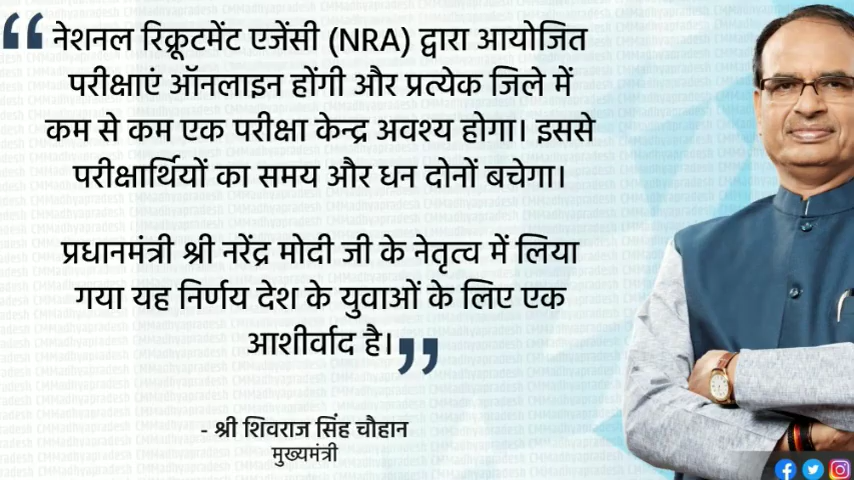 “ नेशनल रिक्रूटमेंट एजेंसी (NRA) द्वारा आयोजित
परीक्षाएं ऑनलाइन होंगी और प्रत्येक जिले में
कम से कम एक परीक्षा केन्द्र अवश्य होगा। इससे
परीक्षार्थियों का समय और धन दोनों बचेगा।
प्रधानमंत्री श्री नरेंद्र मोदी जी के नेतृत्व में लिया
गया यह निर्णय देश के युवाओं के लिए एक
आशीर्वाद है। ”
- श्री शिवराज सिंह चौहान
मुख्यमंत्री